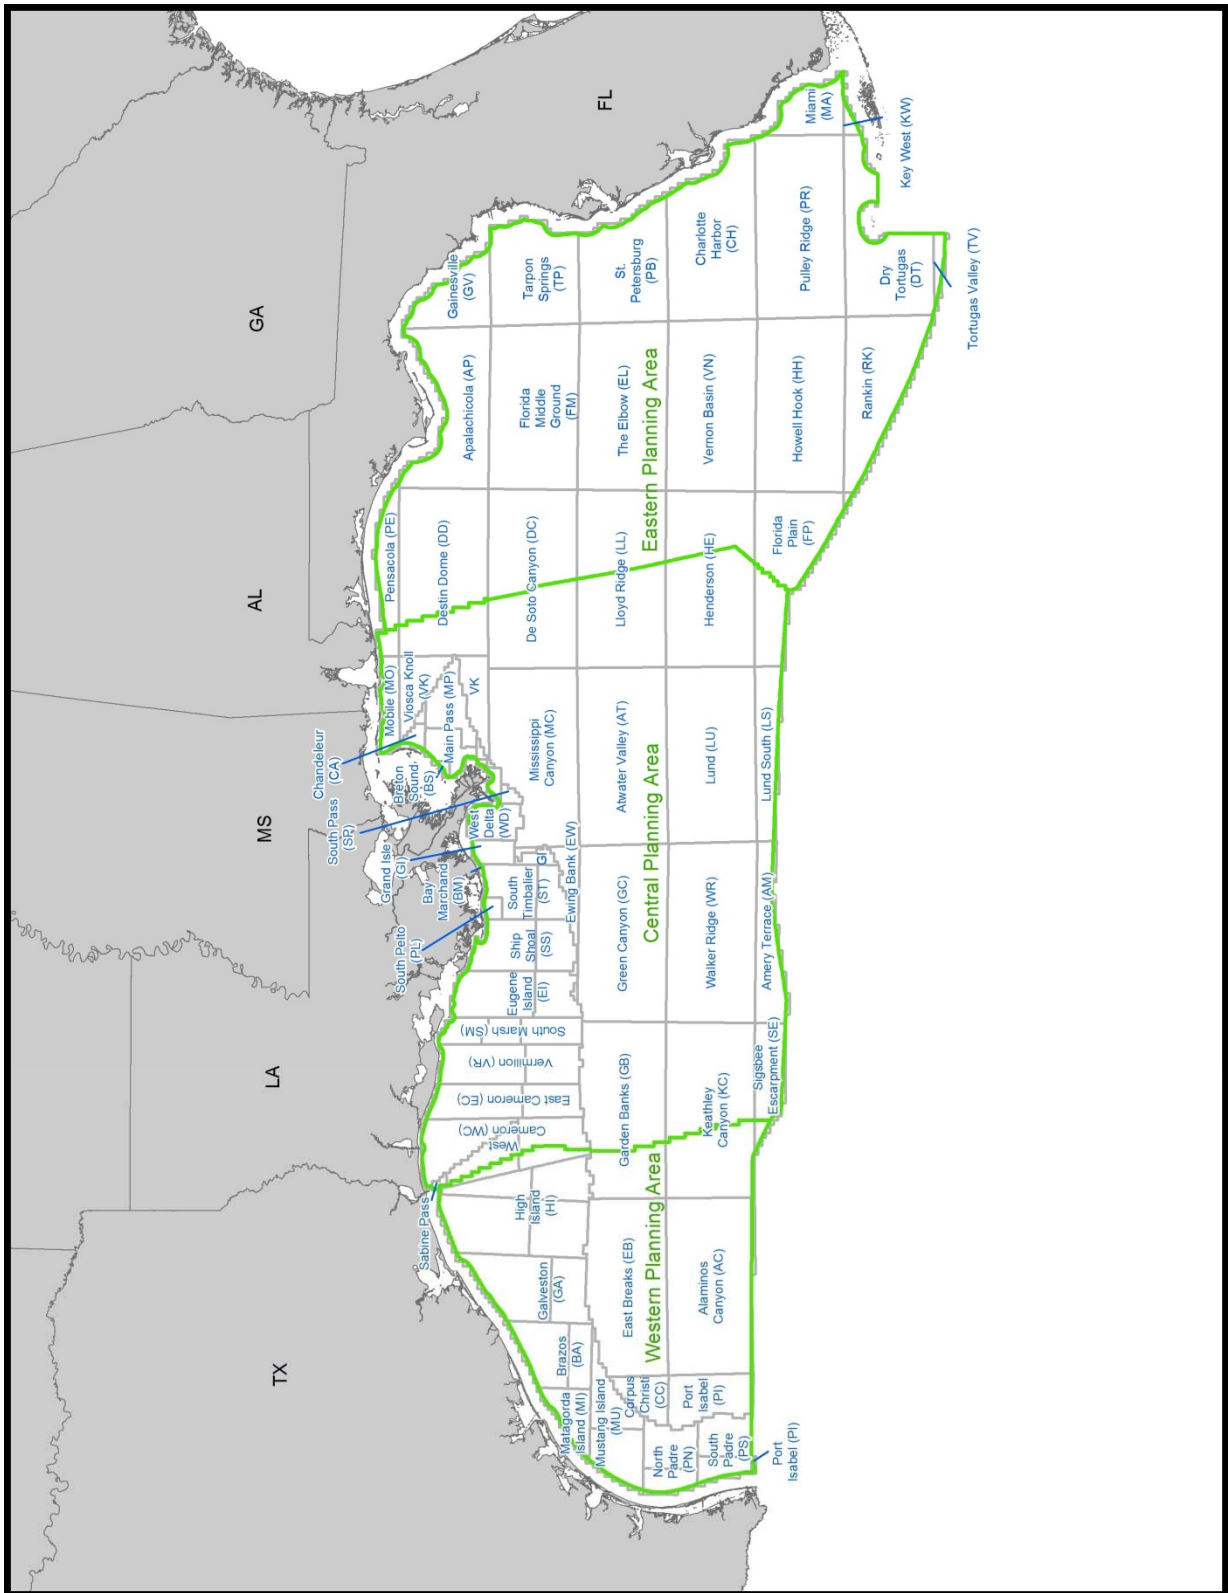 TX
LA
MS
AL
GA
FL
Chandeleur
(CA)
South Pass
(SP)
Grand Isle
(GI)
Bay
Marchand
(BM)
South Pelto
(PL)
Breton
Sound
(BS)
Sabine Pass
Mobile (MO)
Viosca Knoll
(VK)
Main Pass (MP)
VK
West
Delta
(WD)
Pensacola (PE)
Destin Dome (DD)
Apalachicola (AP)
Gainesville
(GV)
West
Cameron (WC)
East Cameron (EC)
Vermilion (VR)
South Marsh (SM)
Eugene
Island
(EI)
Ship
Shoal
(SS)
South
Timbalier
(ST)
GI
Ewing Bank (EW)
Mississippi
Canyon (MC)
De Soto Canyon (DC)
Florida
Middle
Ground
(FM)
Tarpon
Springs
(TP)
High
Island
(HI)
Galveston
(GA)
Brazos
(BA)
Matagorda
Island (MI)
Mustang Island
(MU)
Corpus
Christi
(CC)
East Breaks (EB)
Garden Banks (GB)
Green Canyon (GC)
Atwater Valley (AT)
Lloyd Ridge (LL)
The Elbow (EL)
St.
Petersburg
(PB)
Western Planning Area
Central Planning Area
Eastern Planning Area
North
Padre
(PN)
South
Padre
(PS)
Port
Isabel
(PI)
Alaminos
Canyon (AC)
Keathley
Canyon (KC)
Walker Ridge (WR)
Lund (LU)
Henderson (HE)
Vernon Basin (VN)
Charlotte
Harbor
(CH)
Port
Isabel (PI)
Sigsbee
Escarpment (SE)
Amery Terrace (AM)
Lund South (LS)
Florida
Plain
(FP)
Howell Hook (HH)
Pulley Ridge (PR)
Miami
(MA)
Rankin (RK)
Dry
Tortugas
(DT)
Key West (KW)
Tortugas Valley (TV)